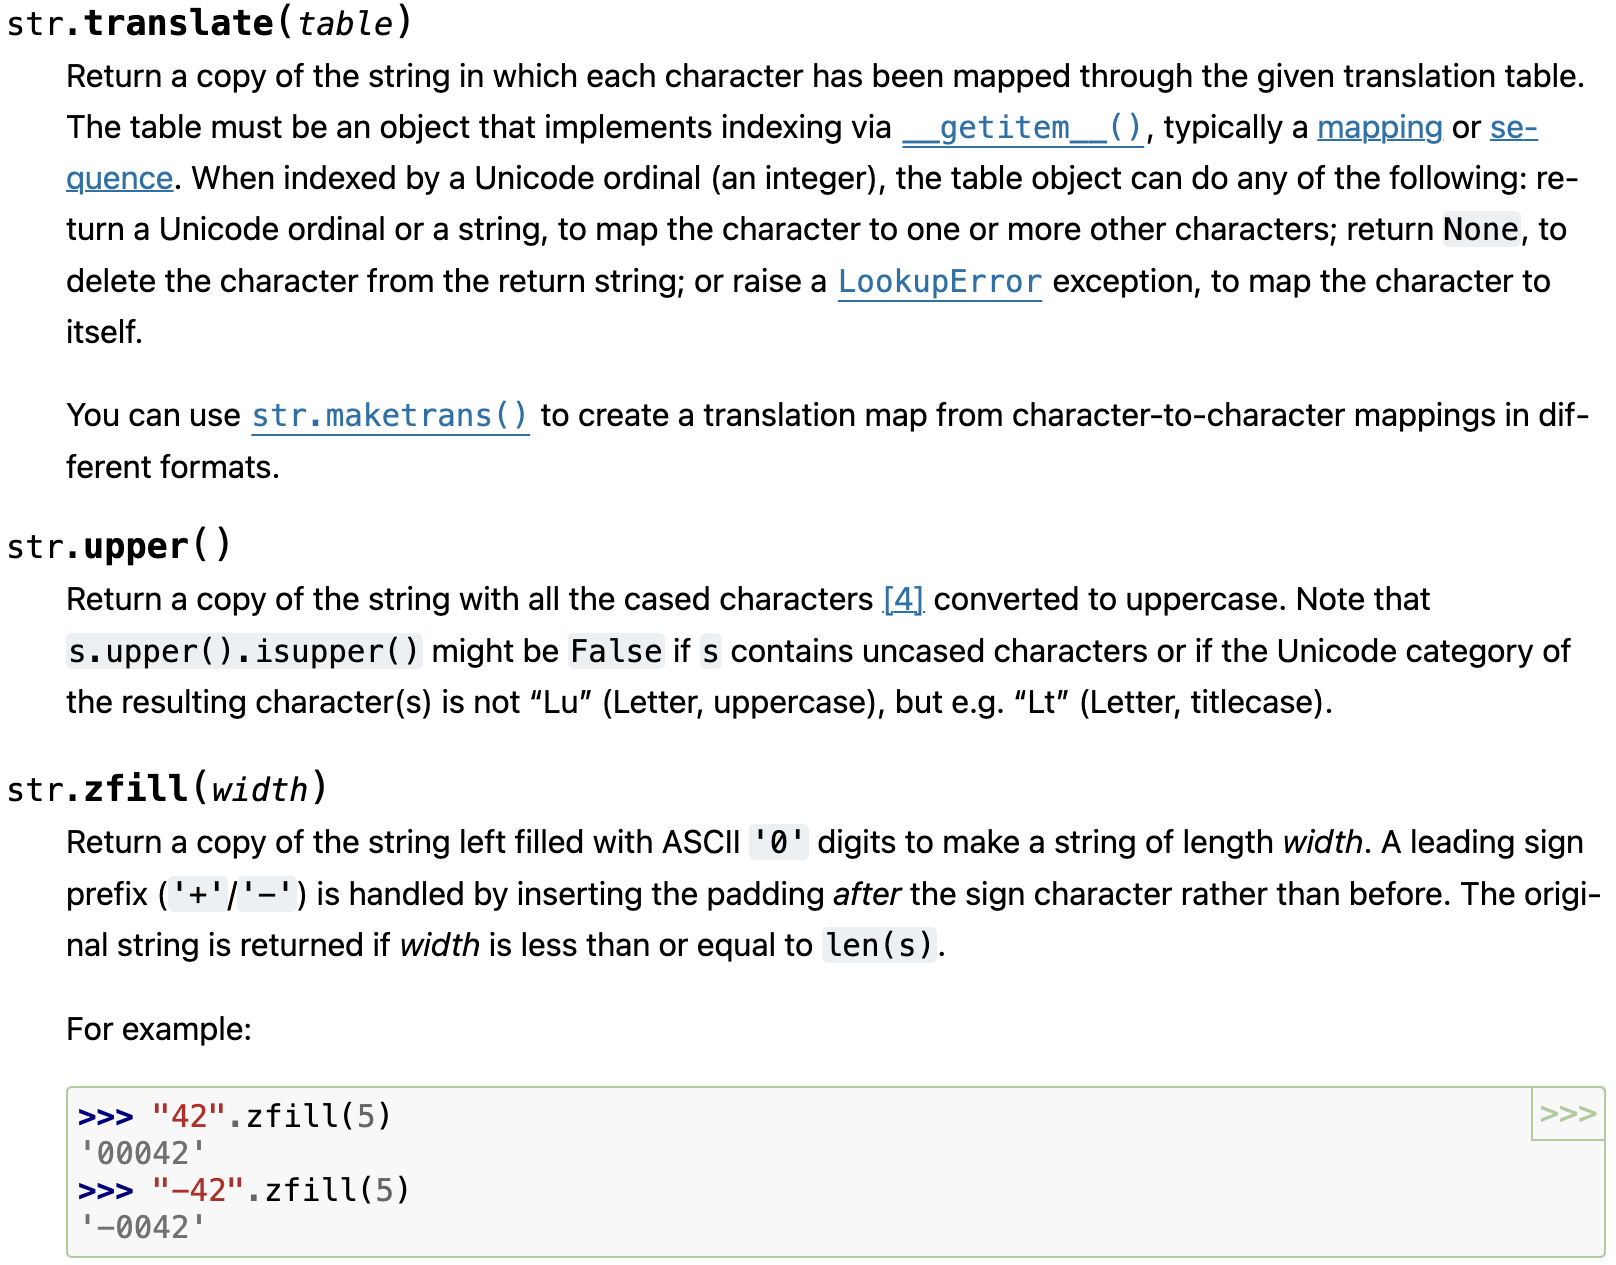 str.translate(table)
Return a copy of the string in which each character has been mapped through the given translation table.
The table must be an object that implements indexing via __getitem__(), typically a mapping or se-
quence. When indexed by a Unicode ordinal (an integer), the table object can do any of the following: re-
turn a Unicode ordinal or a string, to map the character to one or more other characters; return None, to
delete the character from the return string; or raise a LookupError exception, to map the character to
itself.
You can use str.maketrans() to create a translation map from character-to-character mappings in dif-
ferent formats.
str.upper()
Return a copy of the string with all the cased characters [4] converted to uppercase. Note that
s.upper().isupper() might be False if s contains uncased characters or if the Unicode category of
the resulting character(s) is not “Lu” (Letter, uppercase), but e.g. “Lt” (Letter, titlecase).
str.zfill(width)
Return a copy of the string left filled with ASCII '0' digits to make a string of length width. A leading sign
prefix ('+'/'-') is handled by inserting the padding after the sign character rather than before. The origi-
nal string is returned if width is less than or equal to len(s).
For example:
>>> "42".zfill(5)
>>>
'00042'
>>> "-42".zfill(5)
'-0042'